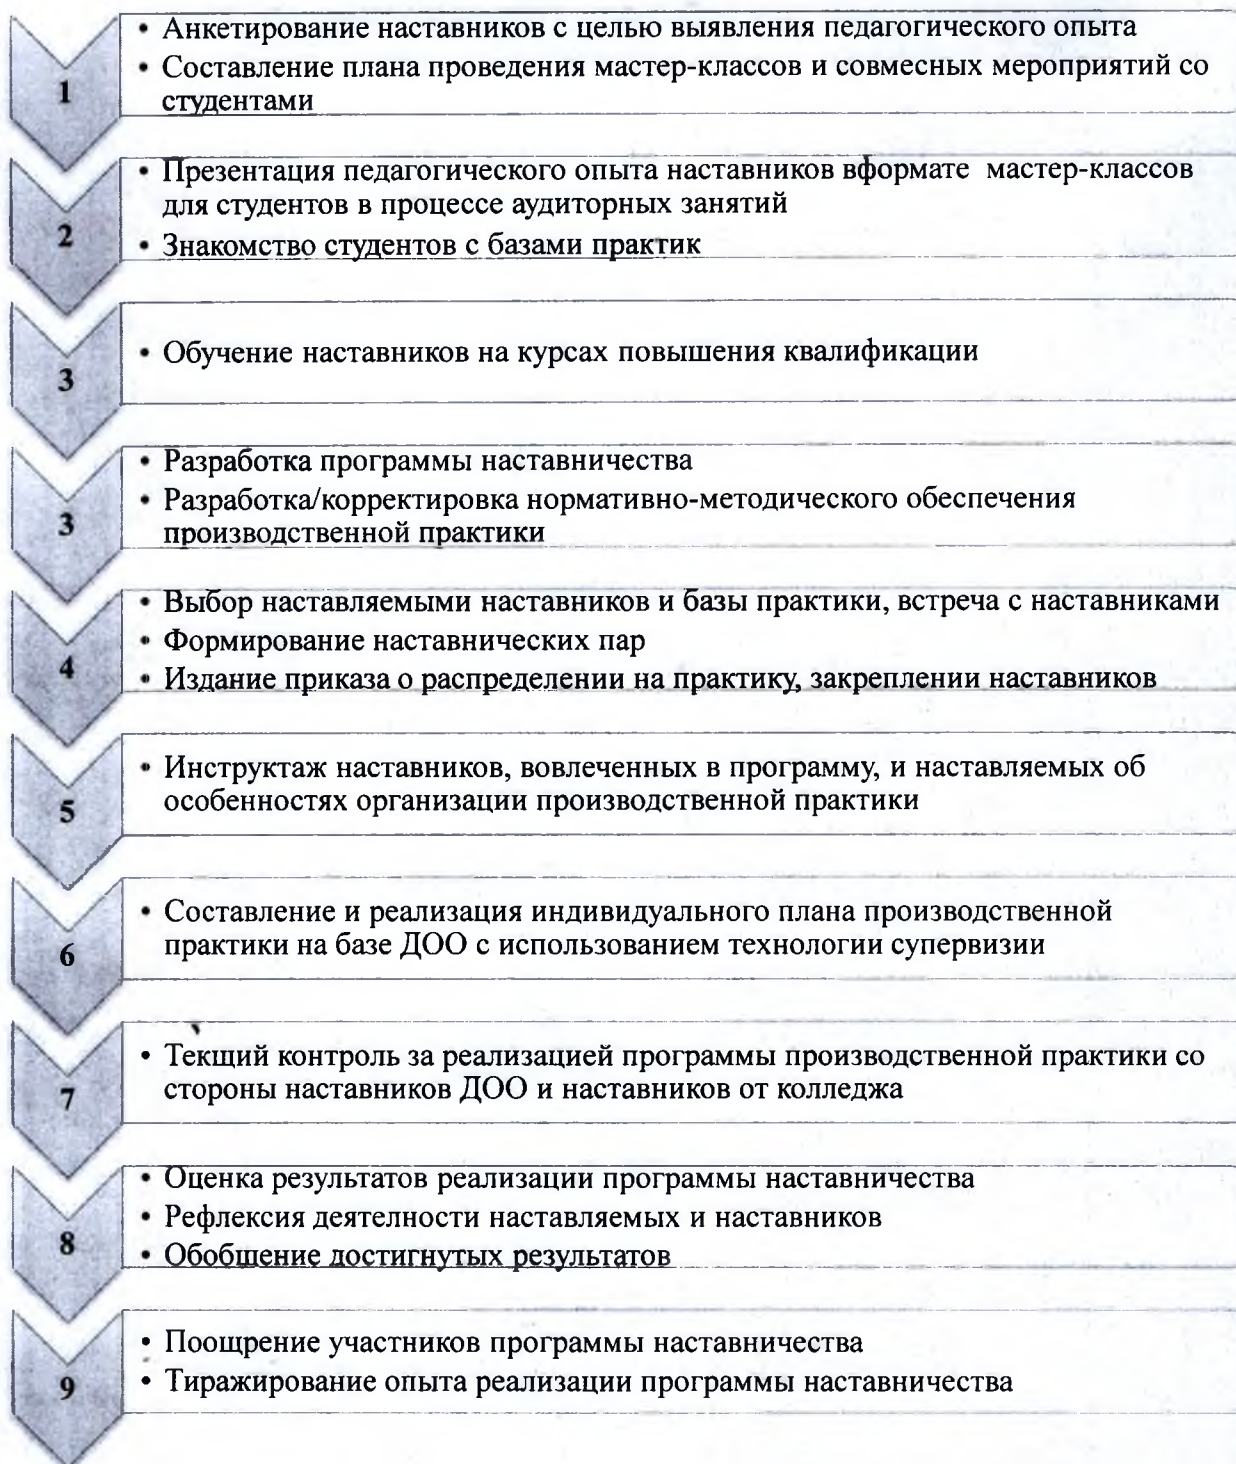 • Анкетирование наставников с целью выявления педагогического опыта
• Составление плана проведения мастер-классов и совмесных мероприятий со
студентами
1
• Презентация педагогического опыта наставников вформате мастер-классов
для студентов в процессе аудиторных занятий
• Знакомство студентов с базами практик
2
• Обучение наставников на курсах повышения квалификации
3
• Разработка программы наставничества
• Разработка/корректировка нормативно-методического обеспечения
производственной практики
3
• Выбор наставляемыми наставников и базы практики, встреча с наставниками
• Формирование наставнических пар
• Издание приказа о распределении на практику, закреплении наставников
4
• Инструктаж наставников, вовлеченных в программу, и наставляемых об
особенностях организации производственной практики
5
• Составление и реализация индивидуального плана производственной
практики на базе ДОО с использованием технологии супервизии
6
• Текщий контроль за реализацией программы производственной практики со
стороны наставников ДОО и наставников от колледжа
7
• Оценка результатов реализации программы наставничества
• Рефлексия деятелности наставляемых и наставников
• Обобщение достигнутых результатов
8
• Поощрение участников программы наставничества
• Тиражирование опыта реализации программы наставничества
9